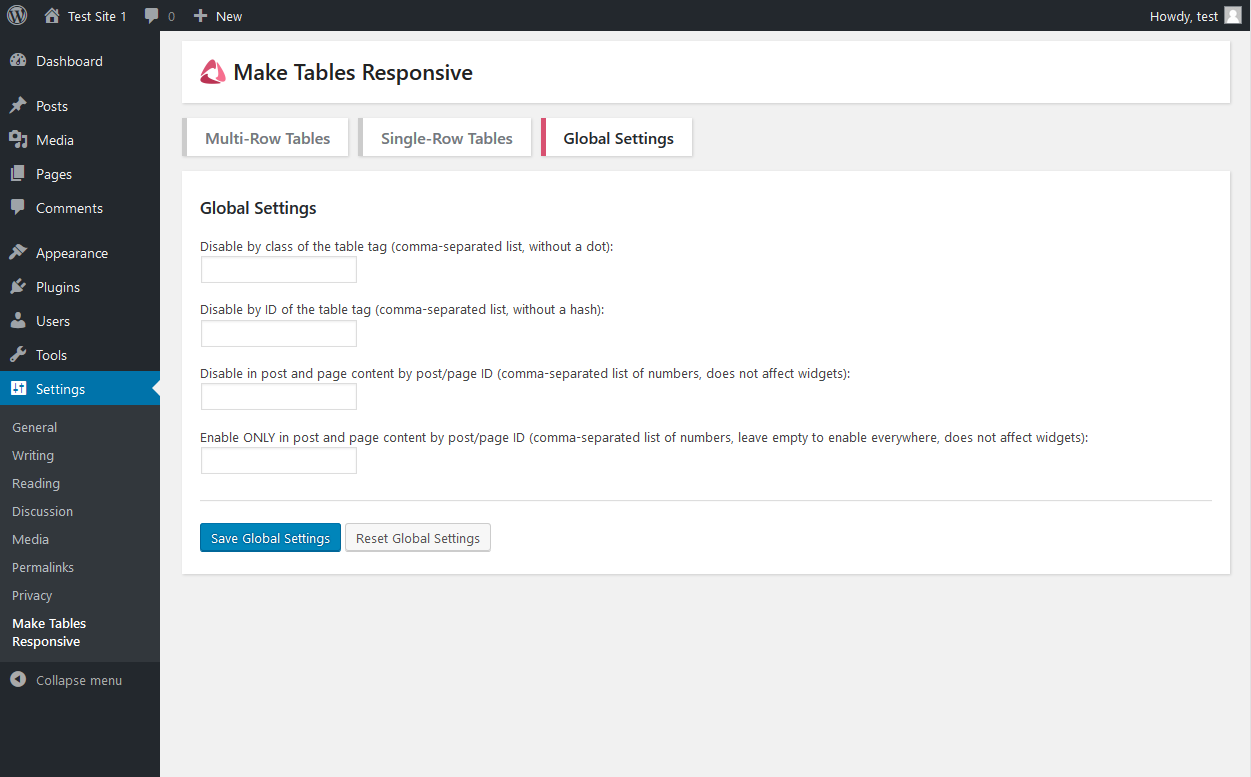 Test Site 1 0 New Howdy, test
Dashboard
Posts
Media
Pages
Comments
Appearance
Plugins
Users
Tools
Settings
General
Writing
Reading
Discussion
Media
Permalinks
Privacy
Make Tables
Responsive
Collapse menu
Make Tables Responsive
Multi-Row Tables Single-Row Tables Global Settings
Global Settings
Disable by class of the table tag (comma-separated list, without a dot):
Disable by ID of the table tag (comma-separated list, without a hash):
Disable in post and page content by post/page ID (comma-separated list of numbers, does not affect widgets):
Enable ONLY in post and page content by post/page ID (comma-separated list of numbers, leave empty to enable everywhere, does not affect widgets):
Save Global Settings Reset Global Settings